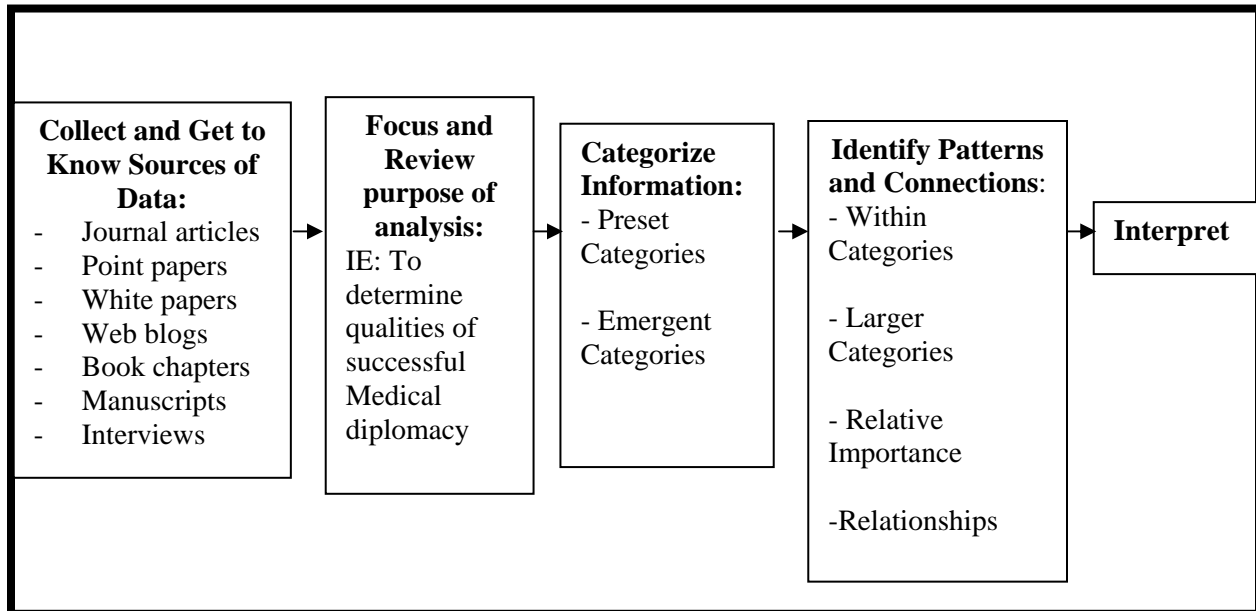 Collect and Get to
Know Sources of
Data:
- Journal articles
- Point papers
- White papers
- Web blogs
- Book chapters
- Manuscripts
- Interviews
Focus and
Review
purpose of
analysis:
IE: To
determine
qualities of
successful
Medical
diplomacy
Categorize
Information:
- Preset
Categories
- Emergent
Categories
Identify Patterns
and Connections:
- Within
Categories
- Larger
Categories
- Relative
Importance
-Relationships
Interpret